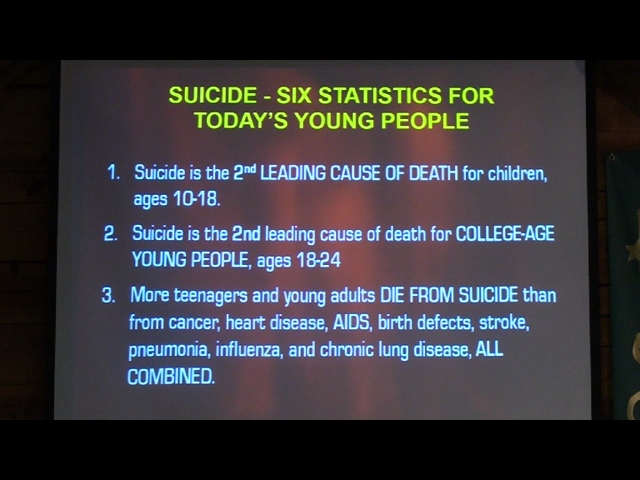 SUICIDE - SIX STATISTICS FOR
TODAY'S YOUNG PEOPLE
1. Suicide is the 2nd LEADING CAUSE OF DEATH for children,
ages 10-18.
2. Suicide is the 2nd leading cause of death for COLLEGE-AGE
YOUNG PEOPLE, ages 18-24
3. More teenagers and young adults DIE FROM SUICIDE than
from cancer, heart disease, AIDS, birth defects, stroke,
pneumonia, influenza, and chronic lung disease, ALL
COMBINED.